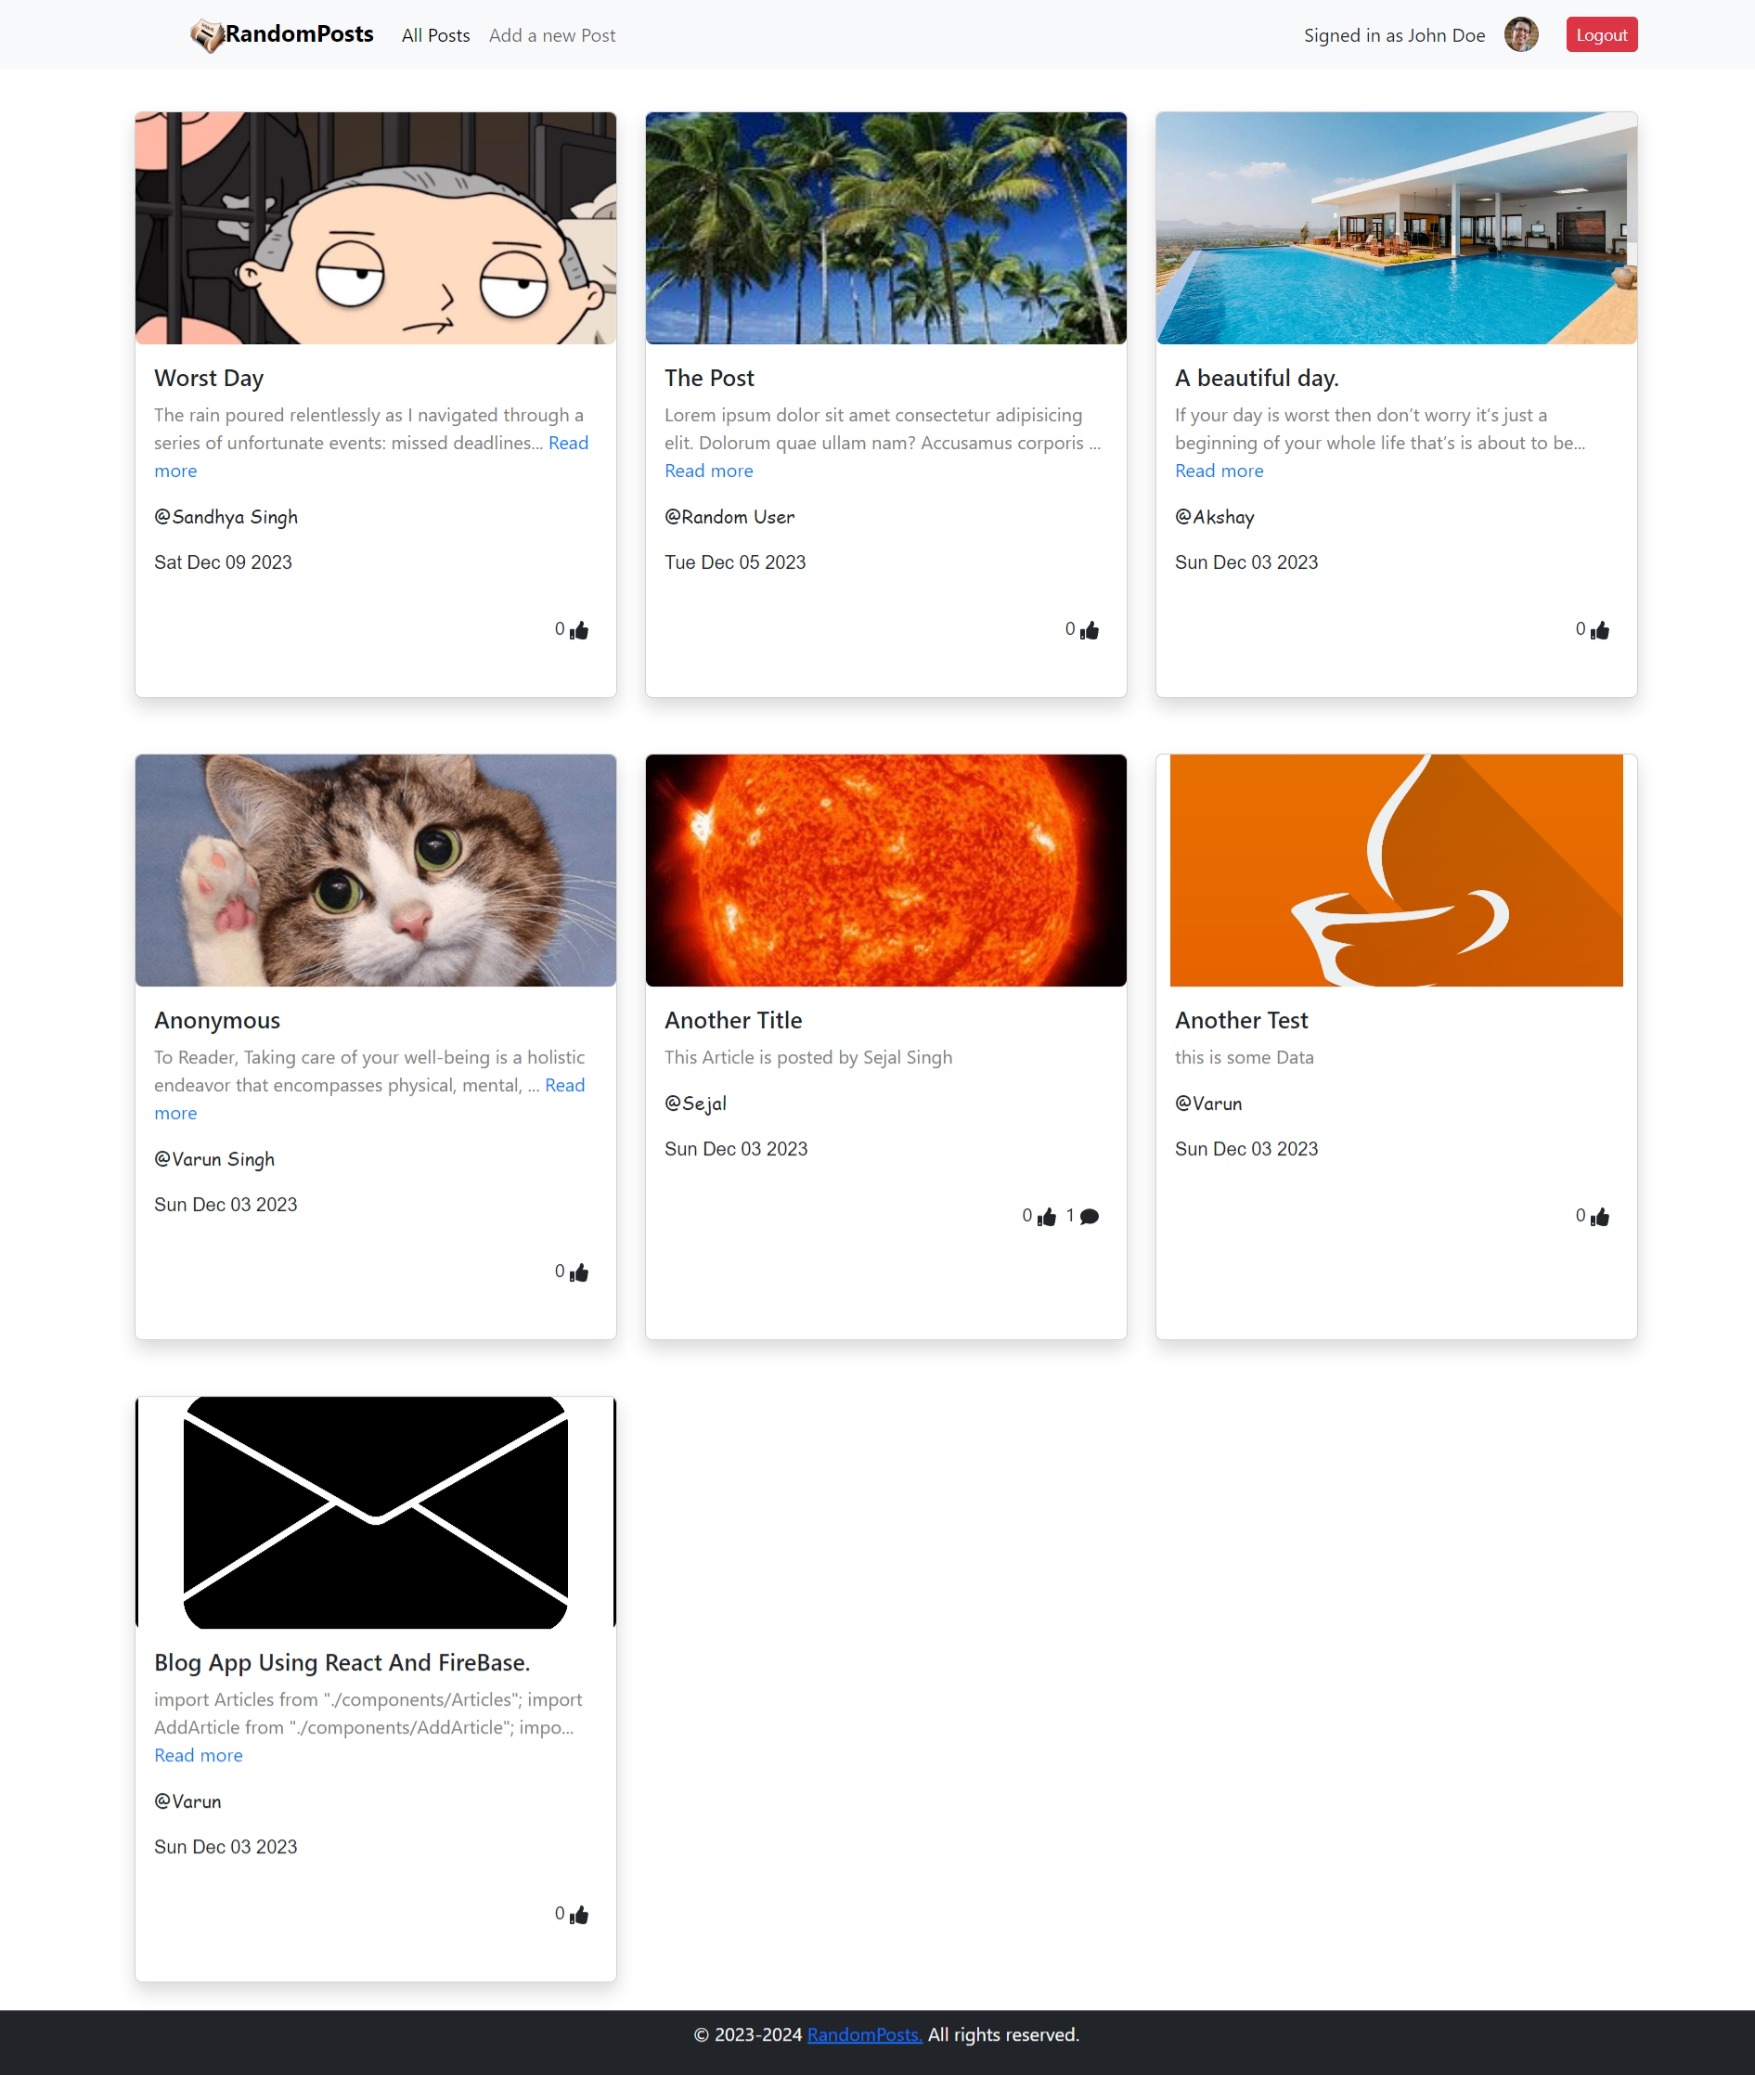 RandomPosts All Posts Add a new Post Signed in as John Doe Logout
Worst Day
The rain poured relentlessly as I navigated through a
series of unfortunate events: missed deadlines... Read
more
@Sandhya Singh
Sat Dec 09 2023
0
The Post
Lorem ipsum dolor sit amet consectetur adipisicing
elit. Dolorum quae ullam nam? Accusamus corporis ...
Read more
@Random User
Tue Dec 05 2023
0
A beautiful day.
If your day is worst then don’t worry it’s just a
beginning of your whole life that’s is about to be...
Read more
@Akshay
Sun Dec 03 2023
0
Anonymous
To Reader, Taking care of your well-being is a holistic
endeavor that encompasses physical, mental, ... Read
more
@Varun Singh
Sun Dec 03 2023
0
Another Title
This Article is posted by Sejal Singh
@Sejal
Sun Dec 03 2023
0 1
Another Test
this is some Data
@Varun
Sun Dec 03 2023
0
Blog App Using React And FireBase.
import Articles from "./components/Articles"; import
AddArticle from "./components/AddArticle"; impo...
Read more
@Varun
Sun Dec 03 2023
0
© 2023-2024 RandomPosts. All rights reserved.